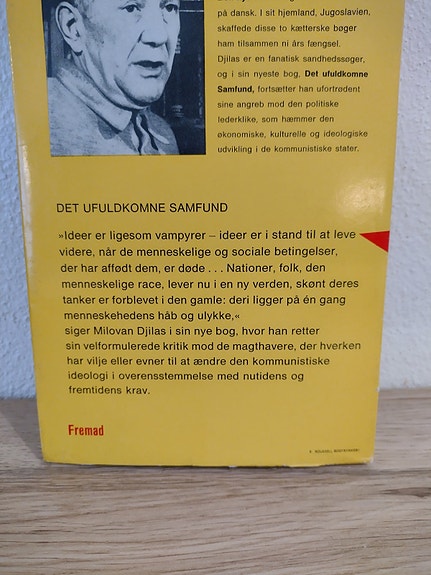 på dansk. I sit hjemland, Jugoslavien,
skaffede disse to kætterske bøger
ham tilsammen ni års fængsel.
Djilas er en fanatisk sandhedssøger,
og i sin nyeste bog, Det ufuldkomne
Samfund, fortsætter han ufortrødent
sine angreb mod den politiske
lederklike, som hæmmer den
økonomiske, kulturelle og ideologiske
udvikling i de kommunistiske stater.
DET UFULDKOMNE SAMFUND
»Ideer er ligesom vampyrer – ideer er i stand til at leve
videre, når de menneskelige og sociale betingelser,
der har affødt dem, er døde . . . Nationer, folk, den
menneskelige race, lever nu i en ny verden, skønt deres
tanker er forblevet i den gamle: deri ligger på én gang
menneskehedens håb og ulykke,«
siger Milovan Djilas i sin nye bog, hvor han retter
sin velformulerede kritik mod de magthavere, der hverken
har vilje eller evner til at ændre den kommunistiske
ideologi i overensstemmelse med nutidens og
fremtidens krav.
Fremad